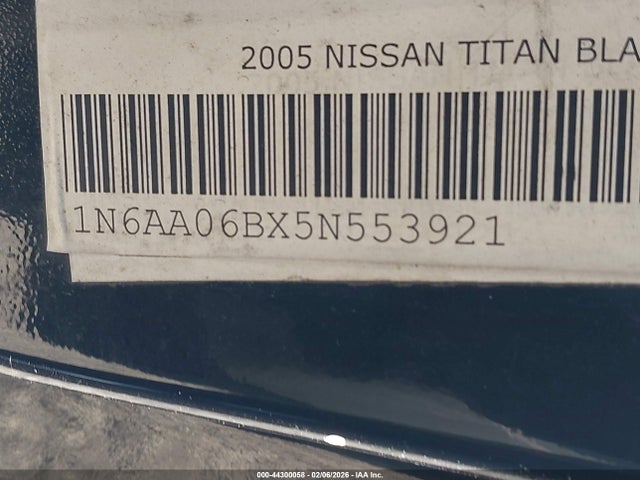 2005 NISSAN TITAN BLA
1N6AA06BX5N553921
000-44300058 - 02/06/2026 - IAA Inc.